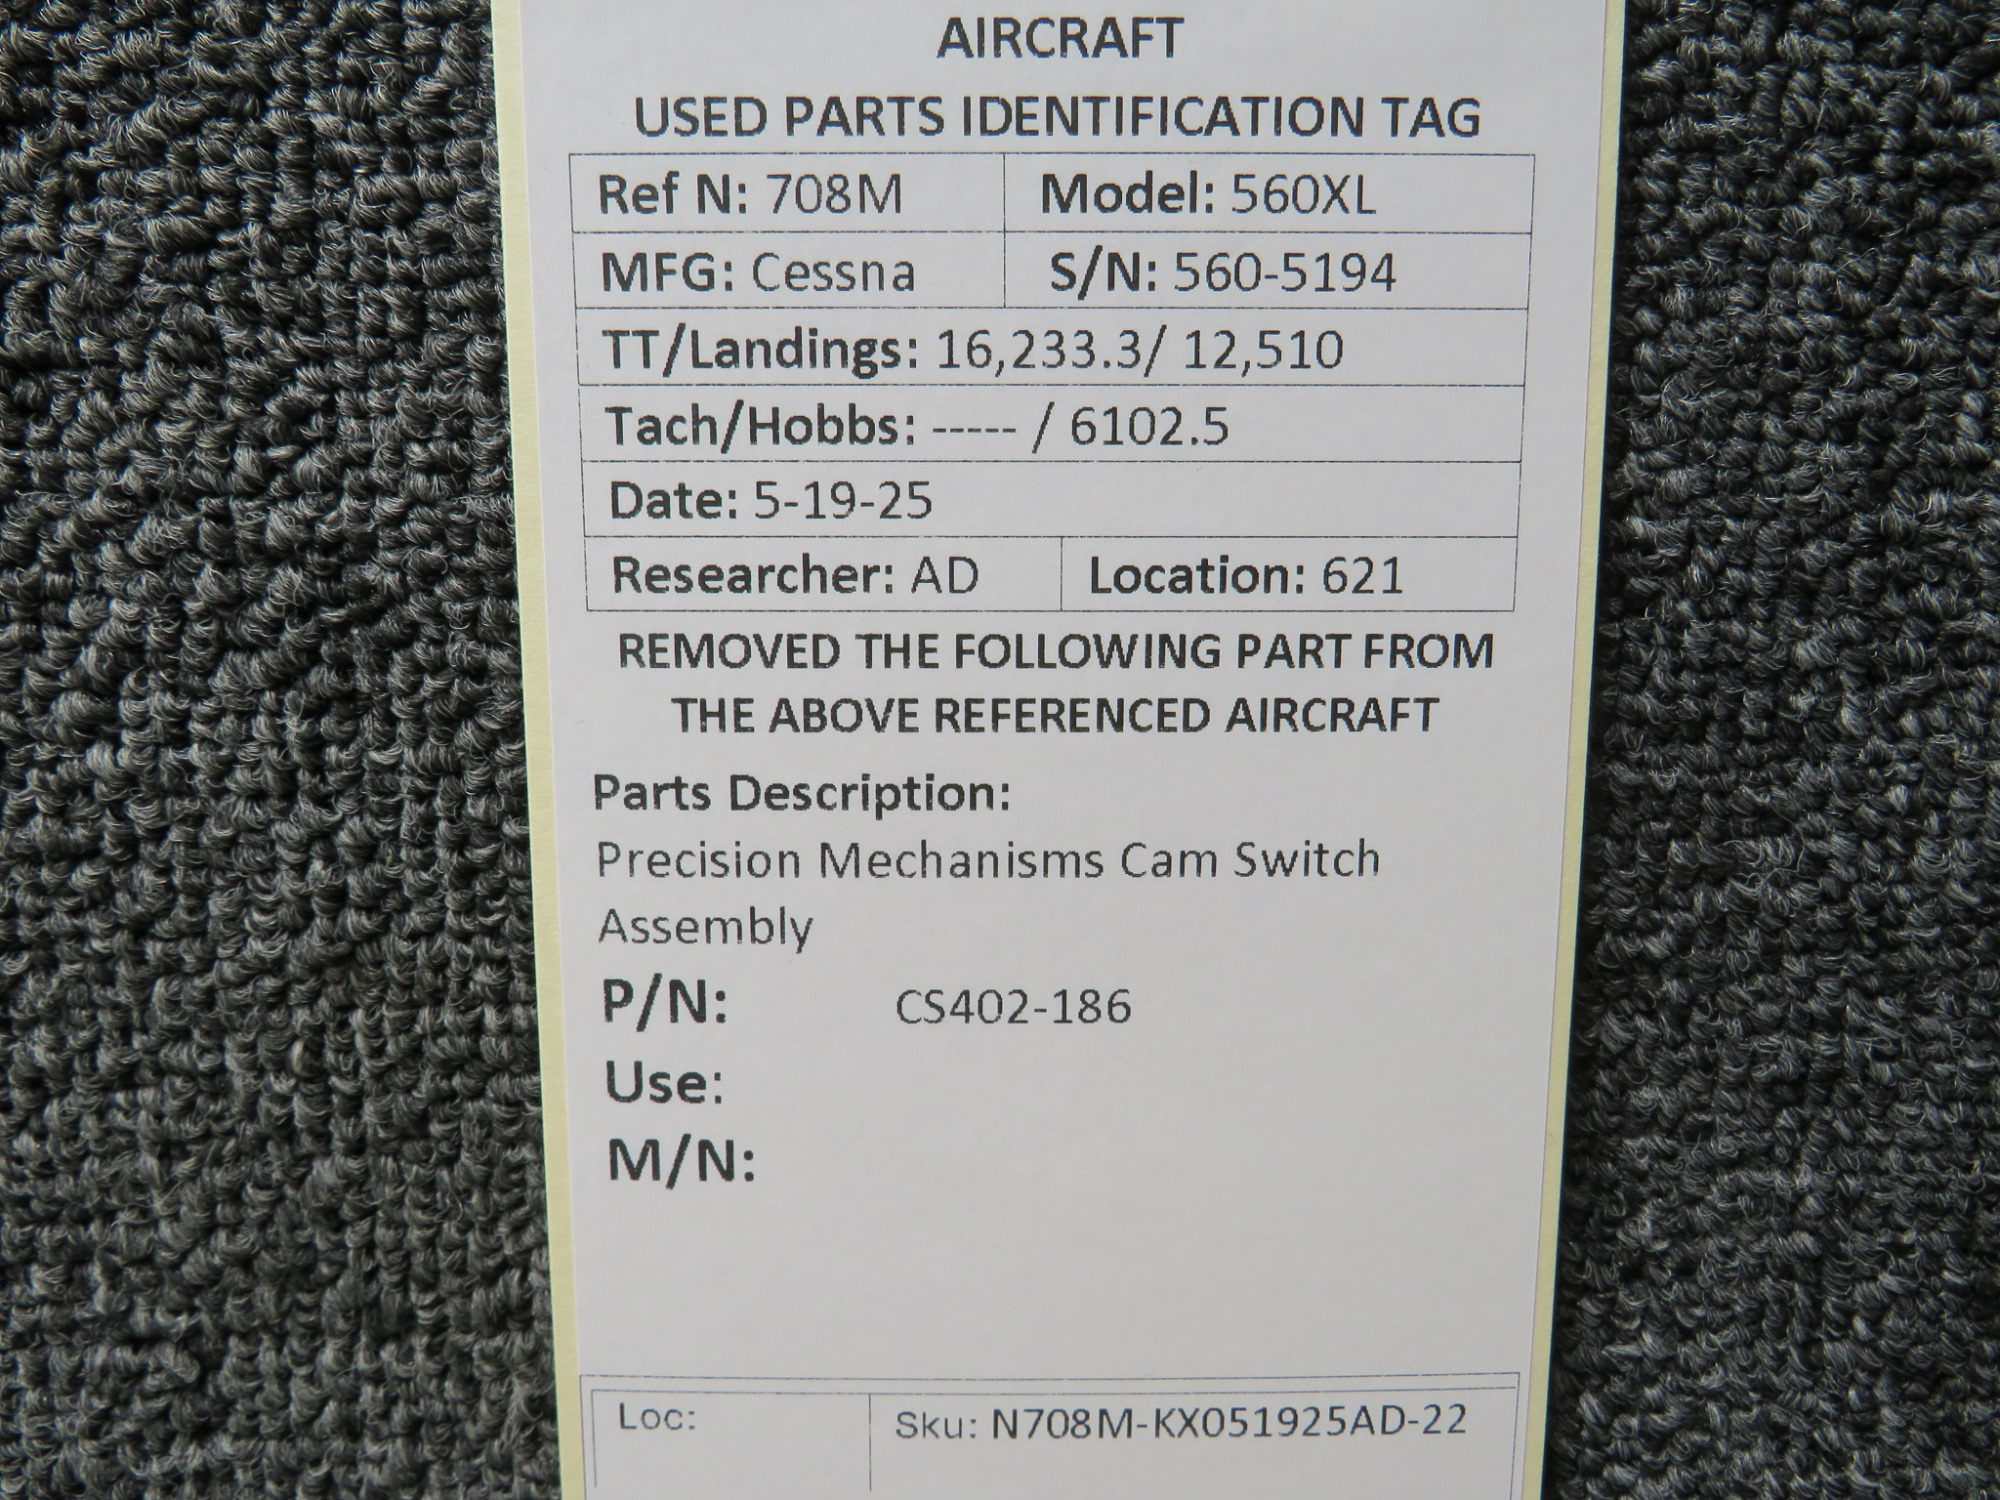 AIRCRAFT
USED PARTS IDENTIFICATION TAG
Ref N: 708M Model: 560XL
MFG: Cessna S/N: 560-5194
TT/Landings: 16,233.3/ 12,510
Tach/Hobbs: ----- / 6102.5
Date: 5-19-25
Researcher: AD Location: 621
REMOVED THE FOLLOWING PART FROM
THE ABOVE REFERENCED AIRCRAFT
Parts Description:
Precision Mechanisms Cam Switch
Assembly
P/N: CS402-186
Use:
M/N:
Loc: Sku: N708M-KX051925AD-22